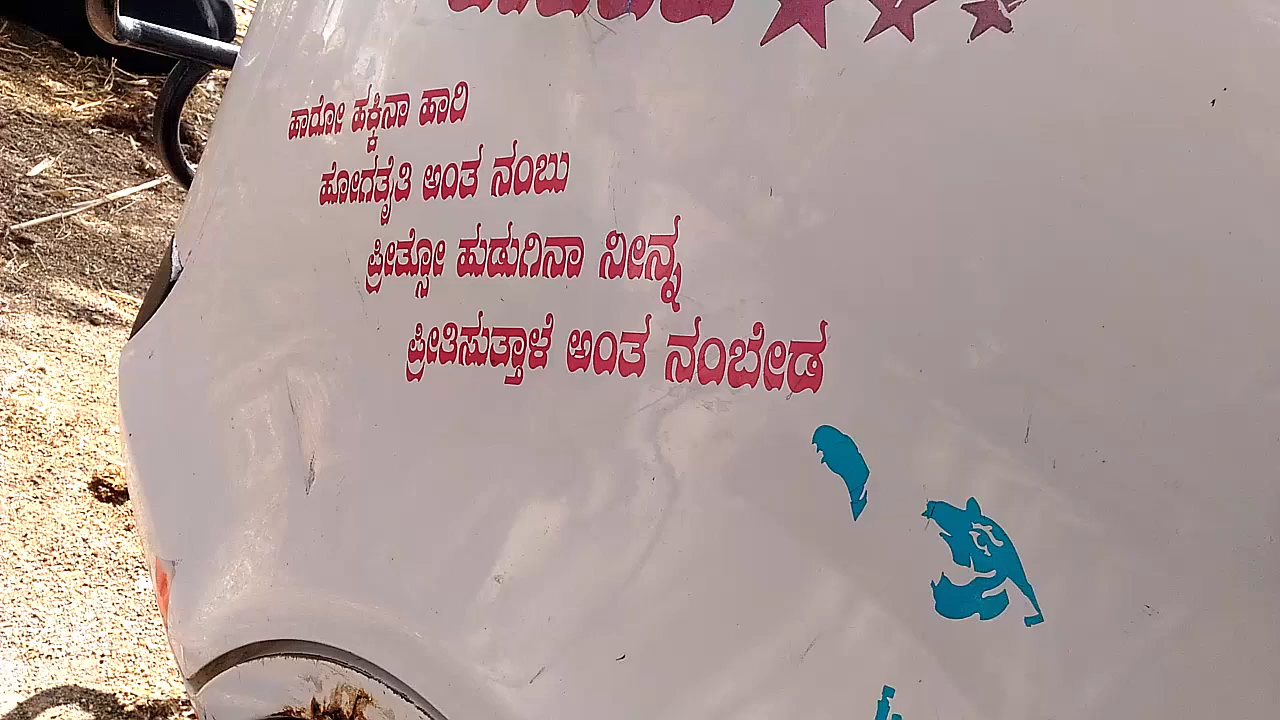 ಹಾರೋ ಹಕ್ಕಿನಾ ಹಾರಿ
ಹೋಗತೈತಿ ಅಂತ ನಂಬು
ಪ್ರೀತ್ಸೋ ಹುಡುಗಿನಾ ನೀನ್ನ
ಪ್ರೀತಿಸುತ್ತಾಳೆ ಅಂತ ನಂಬೇಡ